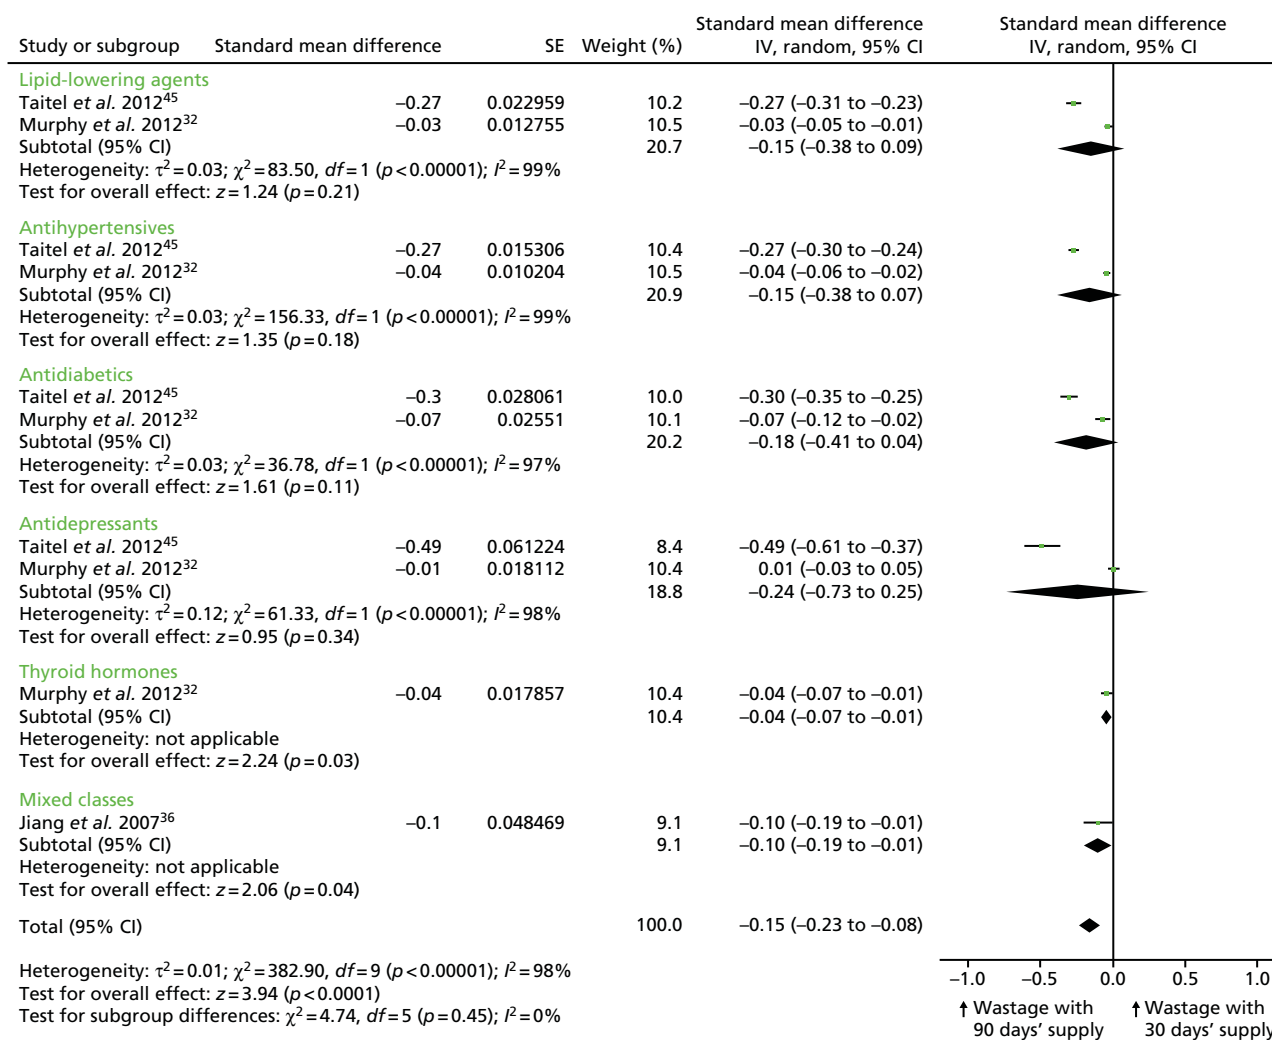 Study or subgroup Standard mean difference SE Weight (%) Standard mean difference IV, random, 95% CI Standard mean difference IV, random, 95% CI
Lipid-lowering agents
Taitel et al. 2012⁴⁵ –0.27 0.022959 10.2 –0.27 (–0.31 to –0.23)
Murphy et al. 2012³² –0.03 0.012755 10.5 –0.03 (–0.05 to –0.01)
Subtotal (95% CI) 20.7 –0.15 (–0.38 to 0.09)
Heterogeneity: τ²=0.03; χ²=83.50, df=1 (p<0.00001); I²=99%
Test for overall effect: z=1.24 (p=0.21)
Antihypertensives
Taitel et al. 2012⁴⁵ –0.27 0.015306 10.4 –0.27 (–0.30 to –0.24)
Murphy et al. 2012³² –0.04 0.010204 10.5 –0.04 (–0.06 to –0.02)
Subtotal (95% CI) 20.9 –0.15 (–0.38 to 0.07)
Heterogeneity: τ²=0.03; χ²=156.33, df=1 (p<0.00001); I²=99%
Test for overall effect: z=1.35 (p=0.18)
Antidiabetics
Taitel et al. 2012⁴⁵ –0.3 0.028061 10.0 –0.30 (–0.35 to –0.25)
Murphy et al. 2012³² –0.07 0.02551 10.1 –0.07 (–0.12 to –0.02)
Subtotal (95% CI) 20.2 –0.18 (–0.41 to 0.04)
Heterogeneity: τ²=0.03; χ²=36.78, df=1 (p<0.00001); I²=97%
Test for overall effect: z=1.61 (p=0.11)
Antidepressants
Taitel et al. 2012⁴⁵ –0.49 0.061224 8.4 –0.49 (–0.61 to –0.37)
Murphy et al. 2012³² –0.01 0.018112 10.4 0.01 (–0.03 to 0.05)
Subtotal (95% CI) 18.8 –0.24 (–0.73 to 0.25)
Heterogeneity: τ²=0.12; χ²=61.33, df=1 (p<0.00001); I²=98%
Test for overall effect: z=0.95 (p=0.34)
Thyroid hormones
Murphy et al. 2012³² –0.04 0.017857 10.4 –0.04 (–0.07 to –0.01)
Subtotal (95% CI) 10.4 –0.04 (–0.07 to –0.01)
Heterogeneity: not applicable
Test for overall effect: z=2.24 (p=0.03)
Mixed classes
Jiang et al. 2007³⁶ –0.1 0.048469 9.1 –0.10 (–0.19 to –0.01)
Subtotal (95% CI) 9.1 –0.10 (–0.19 to –0.01)
Heterogeneity: not applicable
Test for overall effect: z=2.06 (p=0.04)
Total (95% CI) 100.0 –0.15 (–0.23 to –0.08)
Heterogeneity: τ²=0.01; χ²=382.90, df=9 (p<0.00001); I²=98%
Test for overall effect: z=3.94 (p<0.0001)
Test for subgroup differences: χ²=4.74, df=5 (p=0.45); I²=0%
–1.0 –0.5 0.0 0.5 1.0
↑ Wastage with ↑ Wastage with
90 days’ supply 30 days’ supply